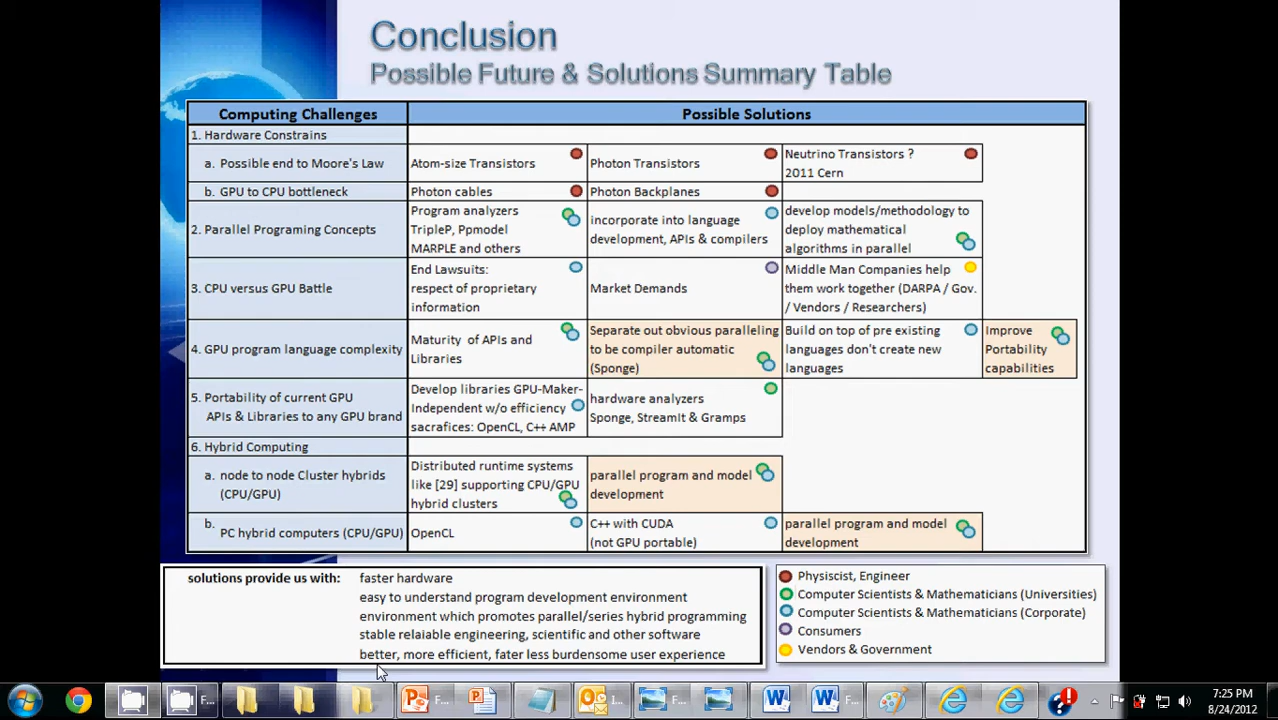 Conclusion
Possible Future & Solutions Summary Table
Computing Challenges
Possible Solutions
1. Hardware Constrains
a. Possible end to Moore's Law
Atom-size Transistors
Photon Transistors
Neutrino Transistors ?
2011 Cern
b. GPU to CPU bottleneck
Photon cables
Photon Backplanes
2. Parallel Programing Concepts
Program analyzers
TripleP, Ppmodel
MARPLE and others
incorporate into language
development, APIs & compilers
develop models/methodology to
deploy mathematical
algorithms in parallel
3. CPU versus GPU Battle
End Lawsuits:
respect of proprietary
information
Market Demands
Middle Man Companies help
them work together (DARPA / Gov.
/ Vendors / Researchers)
4. GPU program language complexity
Maturity of APIs and
Libraries
Separate out obvious paralleling
to be compiler automatic
(Sponge)
Build on top of pre existing
languages don't create new
languages
Improve
Portability
capabilities
5. Portability of current GPU
APIs & Libraries to any GPU brand
Develop libraries GPU-Maker-
Independent w/o efficiency
sacrafices: OpenCL, C++ AMP
hardware analyzers
Sponge, StreamIt & Gramps
6. Hybrid Computing
a. node to node Cluster hybrids
(CPU/GPU)
Distributed runtime systems
like [29] supporting CPU/GPU
hybrid clusters
parallel program and model
development
b. PC hybrid computers (CPU/GPU)
OpenCL
C++ with CUDA
(not GPU portable)
parallel program and model
development
solutions provide us with:
faster hardware
easy to understand program development environment
environment which promotes parallel/series hybrid programming
stable relaiable engineering, scientific and other software
better, more efficient, fater less burdensome user experience
Physiscist, Engineer
Computer Scientists & Mathematicians (Universities)
Computer Scientists & Mathematicians (Corporate)
Consumers
Vendors & Government
F...
F...
I...
F...
F...
7:25 PM
8/24/2012